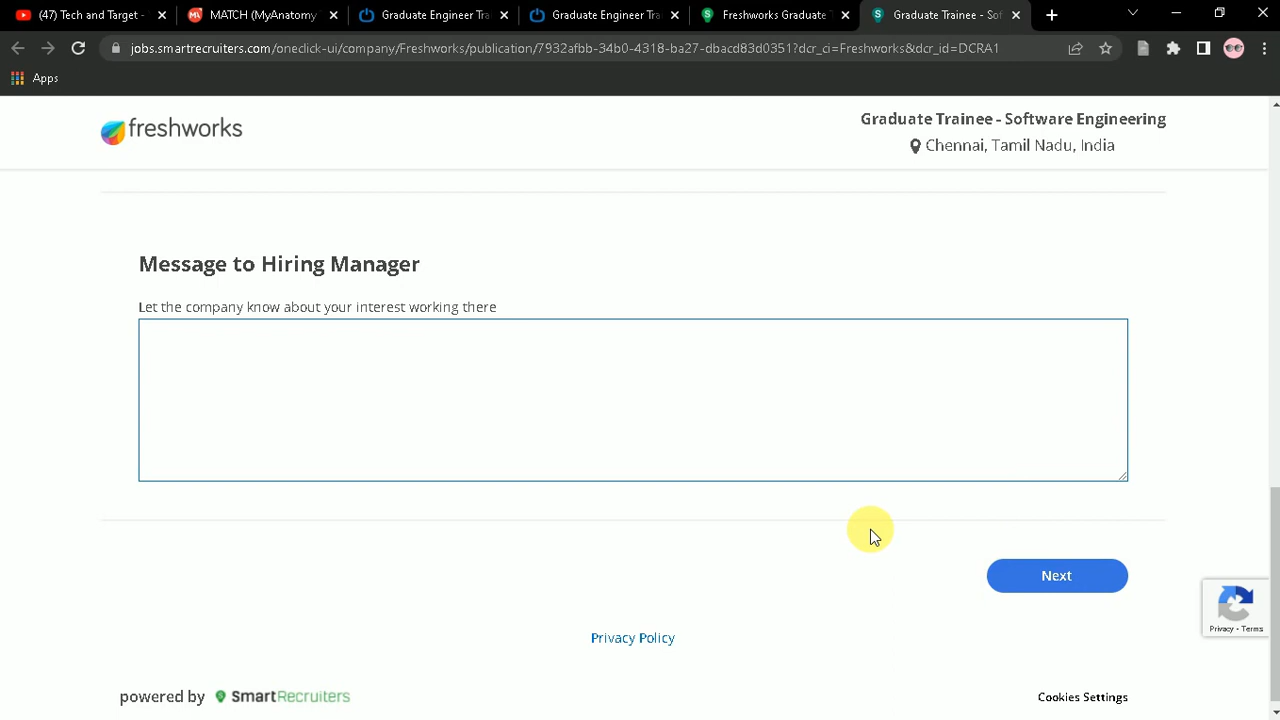 (47) Tech and Target -
MATCH (MyAnatomy
Graduate Engineer Tra
Graduate Engineer Tra
Freshworks Graduate T
Graduate Trainee - Sof
jobs.smartrecruiters.com/oneclick-ui/company/Freshworks/publication/7932afbb-34b0-4318-ba27-dbacd83d0351?dcr_ci=Freshworks&dcr_id=DCRA1
Apps
freshworks
Graduate Trainee - Software Engineering
Chennai, Tamil Nadu, India
Message to Hiring Manager
Let the company know about your interest working there
Next
Privacy - Terms
Privacy Policy
powered by SmartRecruiters
Cookies Settings